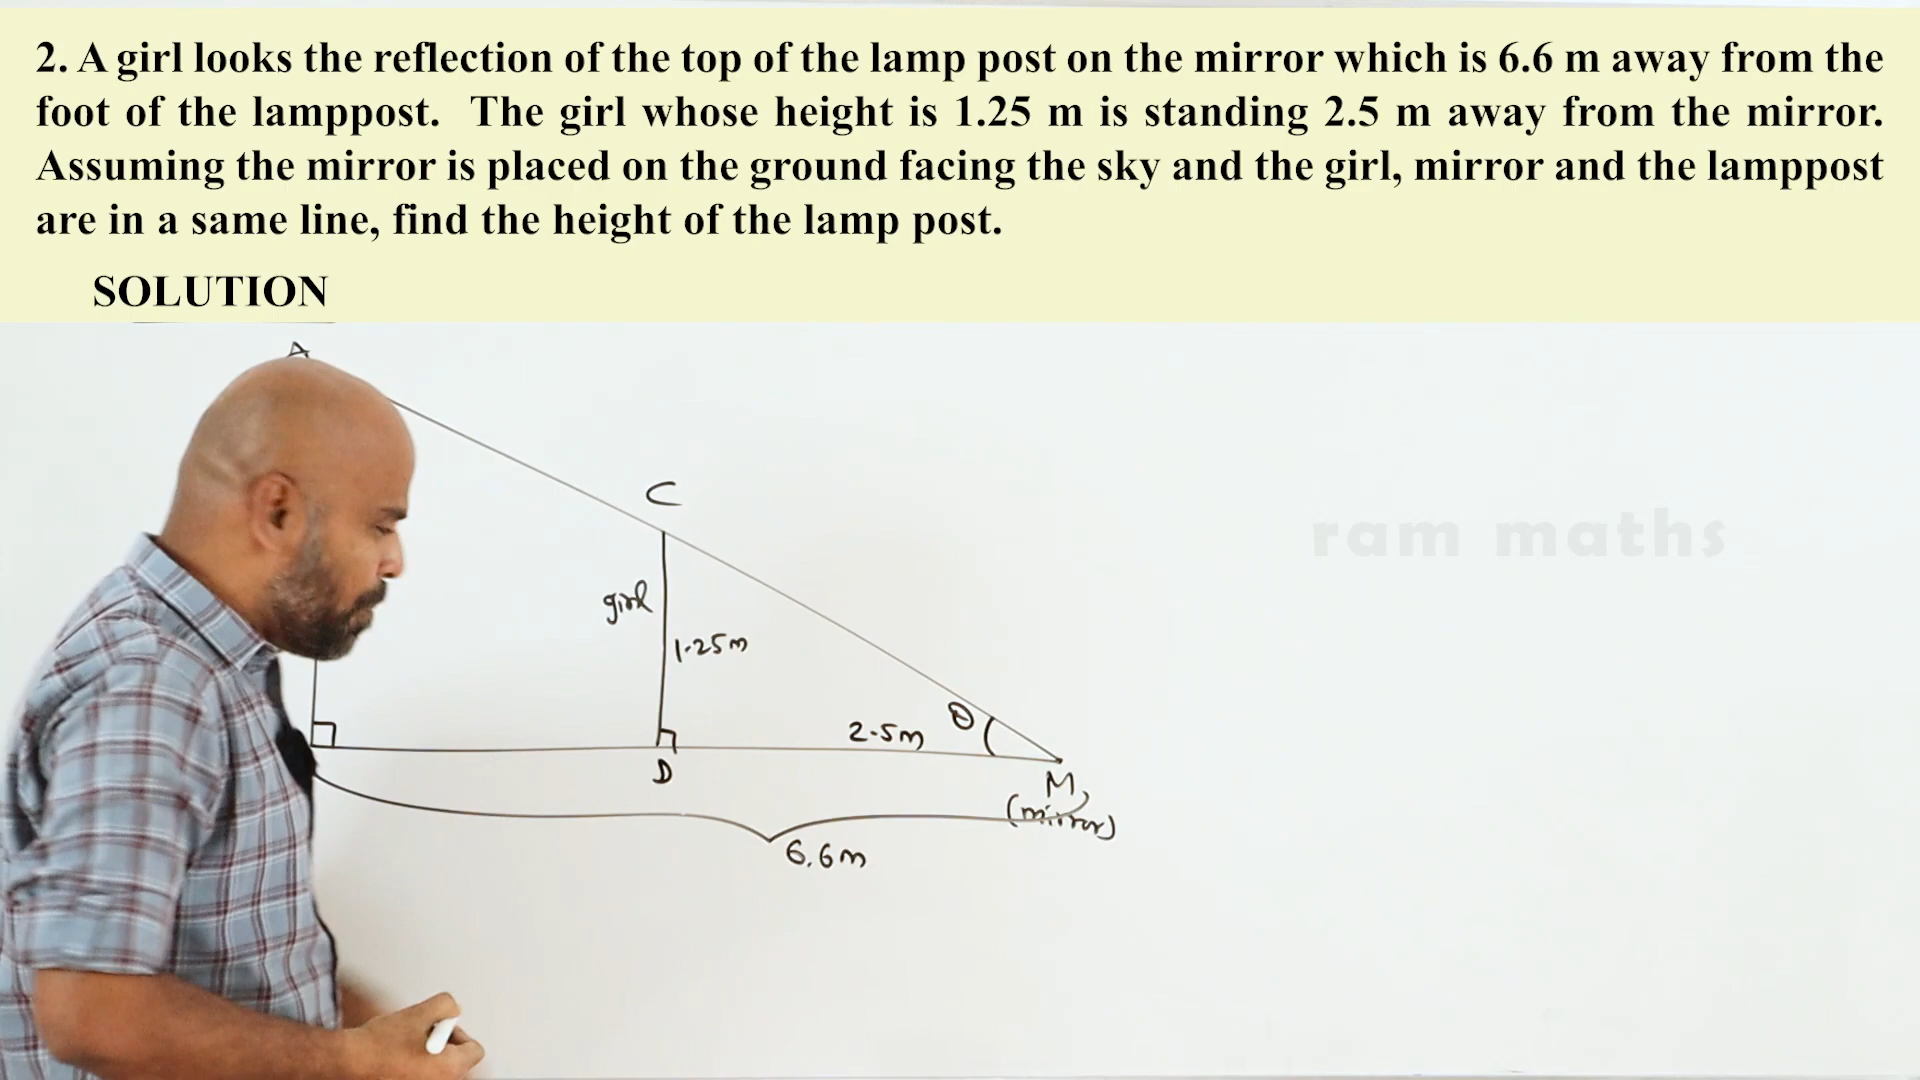 2. A girl looks the reflection of the top of the lamp post on the mirror which is 6.6 m away from the
foot of the lamppost. The girl whose height is 1.25 m is standing 2.5 m away from the mirror.
Assuming the mirror is placed on the ground facing the sky and the girl, mirror and the lamppost
are in a same line, find the height of the lamp post.
SOLUTION
A
C
ram maths
girl
1.25m
2.5m
θ
D
M
(mirror)
6.6m